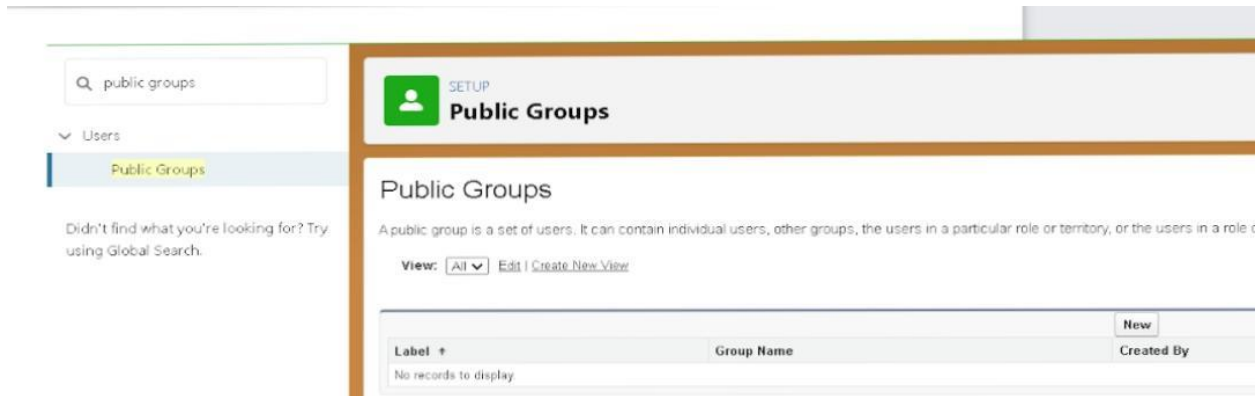 public groups
Users
Public Groups
Didn't find what you're looking for? Try
using Global Search.
SETUP
Public Groups
Public Groups
A public group is a set of users. It can contain individual users, other groups, the users in a particular role or territory, or the users in a role
View: All Edit | Create New View
New
Label Group Name Created By
No records to display.